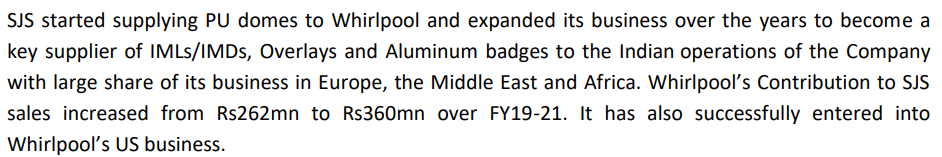 SJS started supplying PU domes to Whirlpool and expanded its business over the years to become a
key supplier of IMLs/IMDs, Overlays and Aluminum badges to the Indian operations of the Company
with large share of its business in Europe, the Middle East and Africa. Whirlpool’s Contribution to SJS
sales increased from Rs262mn to Rs360mn over FY19-21. It has also successfully entered into
Whirlpool’s US business.